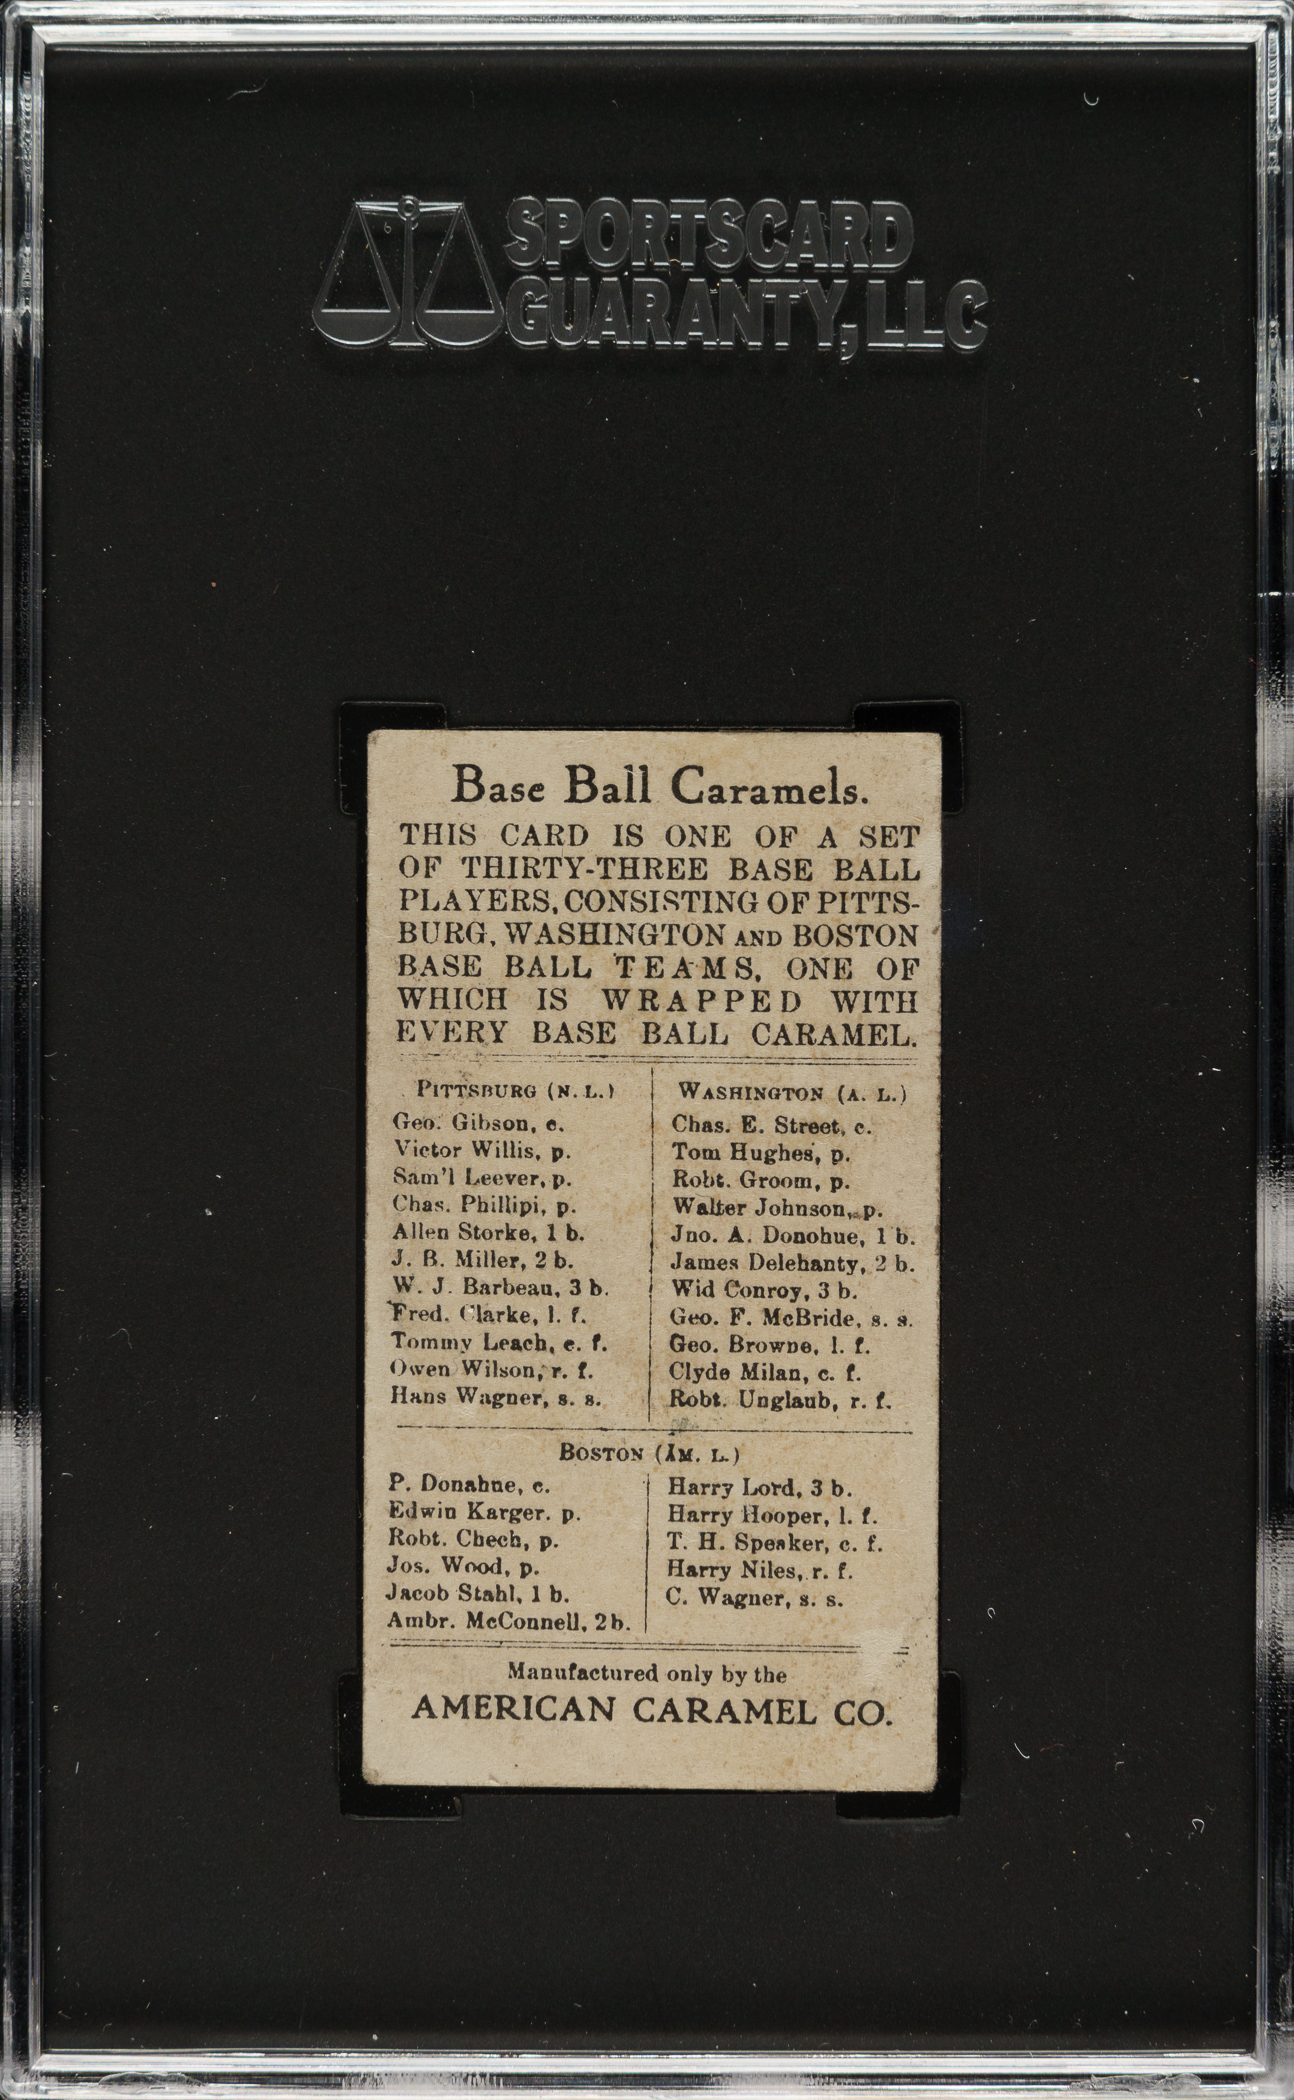 SPORTSCARD
GUARANTY, LLC
Base Ball Caramels.
THIS CARD IS ONE OF A SET
OF THIRTY-THREE BASE BALL
PLAYERS, CONSISTING OF PITTS-
BURG, WASHINGTON AND BOSTON
BASE BALL TEAMS, ONE OF
WHICH IS WRAPPED WITH
EVERY BASE BALL CARAMEL.
PITTSBURG (N. L.)
Geo. Gibson, c.
Victor Willis, p.
Sam'l Leever, p.
Chas. Phillipi, p.
Allen Storke, 1 b.
J. B. Miller, 2 b.
W. J. Barbeau, 3 b.
Fred. Clarke, l. f.
Tommy Leach, c. f.
Owen Wilson, r. f.
Hans Wagner, s. s.
WASHINGTON (A. L.)
Chas. E. Street, c.
Tom Hughes, p.
Robt. Groom, p.
Walter Johnson, p.
Jno. A. Donohue, 1 b.
James Delehanty, 2 b.
Wid Conroy, 3 b.
Geo. F. McBride, s. s.
Geo. Browne, l. f.
Clyde Milan, c. f.
Robt. Unglaub, r. f.
BOSTON (AM. L.)
P. Donahue, c.
Edwin Karger. p.
Robt. Chech, p.
Jos. Wood, p.
Jacob Stahl, 1 b.
Ambr. McConnell, 2 b.
Harry Lord, 3 b.
Harry Hooper, l. f.
T. H. Speaker, c. f.
Harry Niles, r. f.
C. Wagner, s. s.
Manufactured only by the
AMERICAN CARAMEL CO.